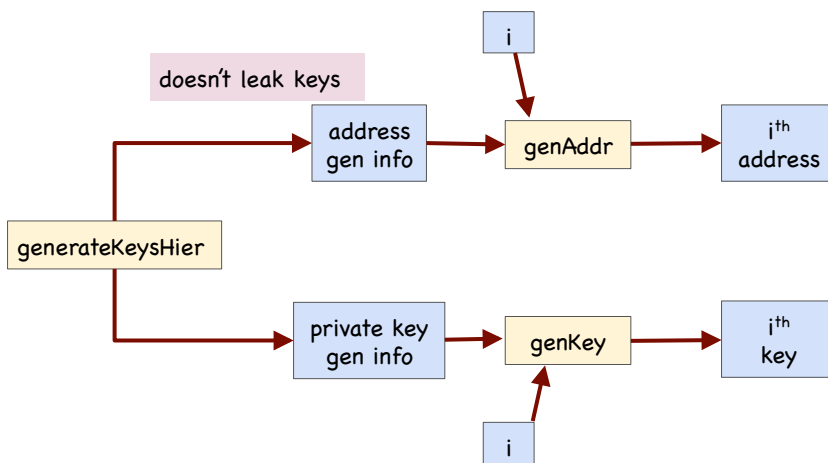 i
doesn't leak keys
address
gen info
genAddr
ith
address
generateKeysHier
private key
gen info
genKey
ith
key
i